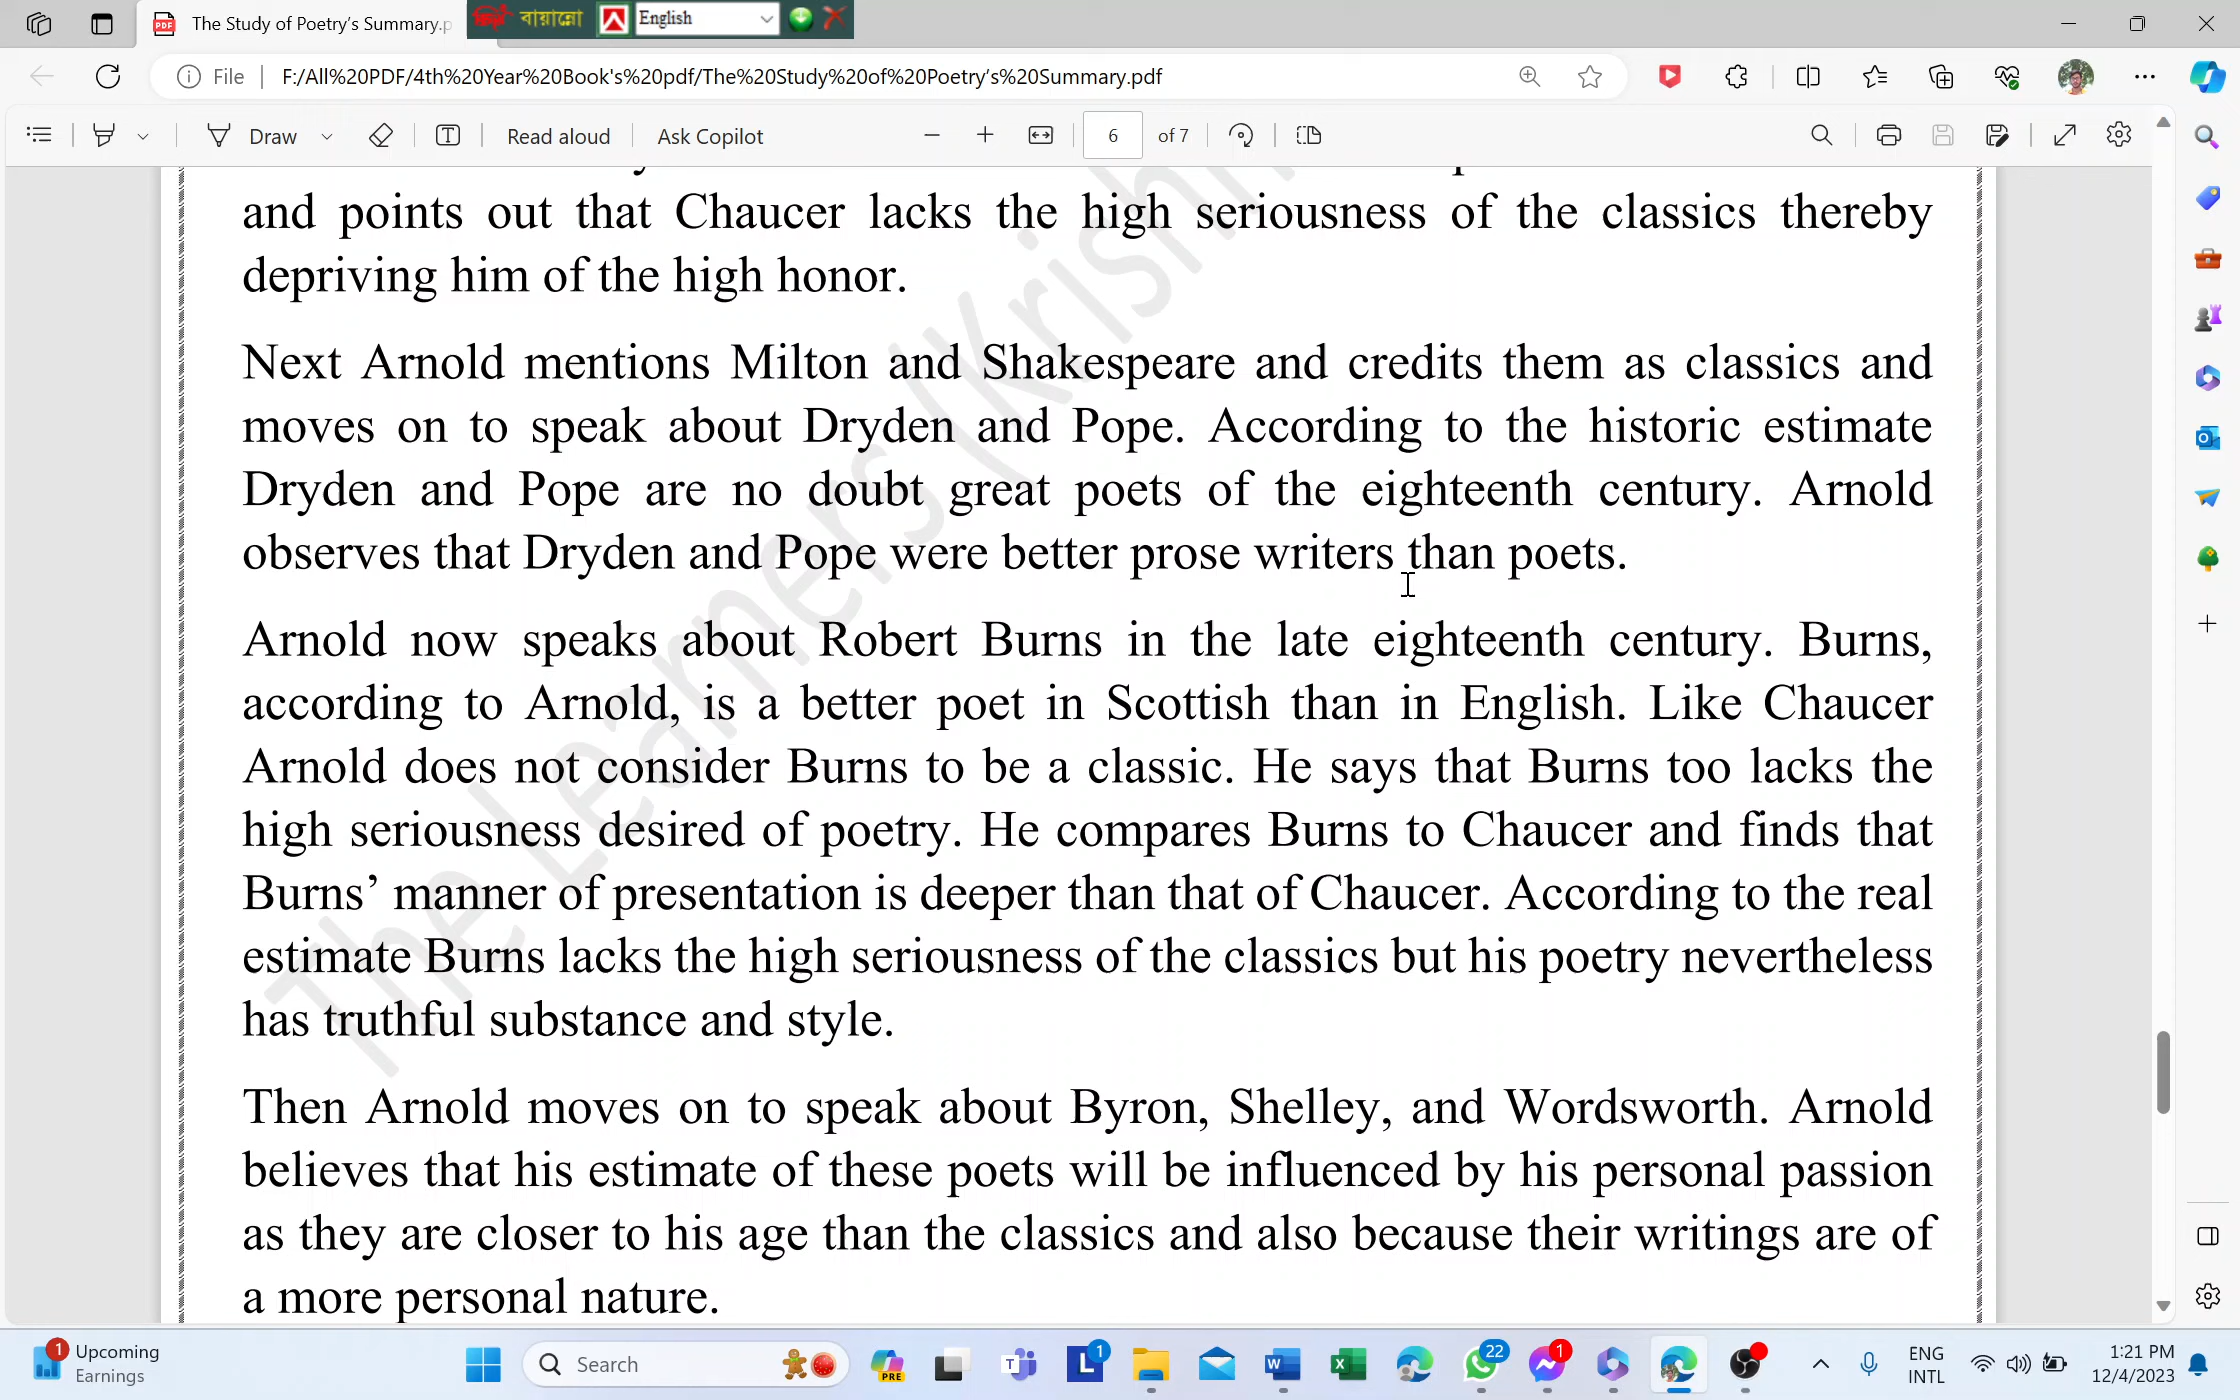 The Study of Poetry's Summary.p
বায়ান্নো
English
File
F:/All%20PDF/4th%20Year%20Book's%20pdf/The%20Study%20of%20Poetry's%20Summary.pdf
Draw
Read aloud
Ask Copilot
6
of 7
and points out that Chaucer lacks the high seriousness of the classics thereby
depriving him of the high honor.
Next Arnold mentions Milton and Shakespeare and credits them as classics and
moves on to speak about Dryden and Pope. According to the historic estimate
Dryden and Pope are no doubt great poets of the eighteenth century. Arnold
observes that Dryden and Pope were better prose writers than poets.
Arnold now speaks about Robert Burns in the late eighteenth century. Burns,
according to Arnold, is a better poet in Scottish than in English. Like Chaucer
Arnold does not consider Burns to be a classic. He says that Burns too lacks the
high seriousness desired of poetry. He compares Burns to Chaucer and finds that
Burns’ manner of presentation is deeper than that of Chaucer. According to the real
estimate Burns lacks the high seriousness of the classics but his poetry nevertheless
has truthful substance and style.
Then Arnold moves on to speak about Byron, Shelley, and Wordsworth. Arnold
believes that his estimate of these poets will be influenced by his personal passion
as they are closer to his age than the classics and also because their writings are of
a more personal nature.
The Learners (Krishn
1
Upcoming
Earnings
Search
PRE
1
22
1
ENG
INTL
1:21 PM
12/4/2023